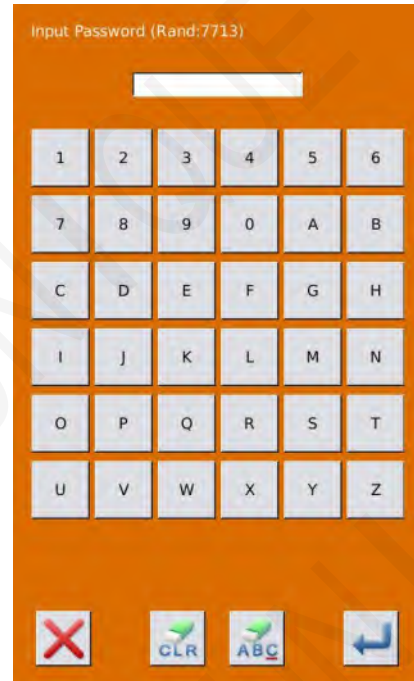 Input Password (Rand:7713)
1 2 3 4 5 6
7 8 9 0 A B
C D E F G H
I J K L M N
O P Q R S T
U V W X Y Z
CLR ABC